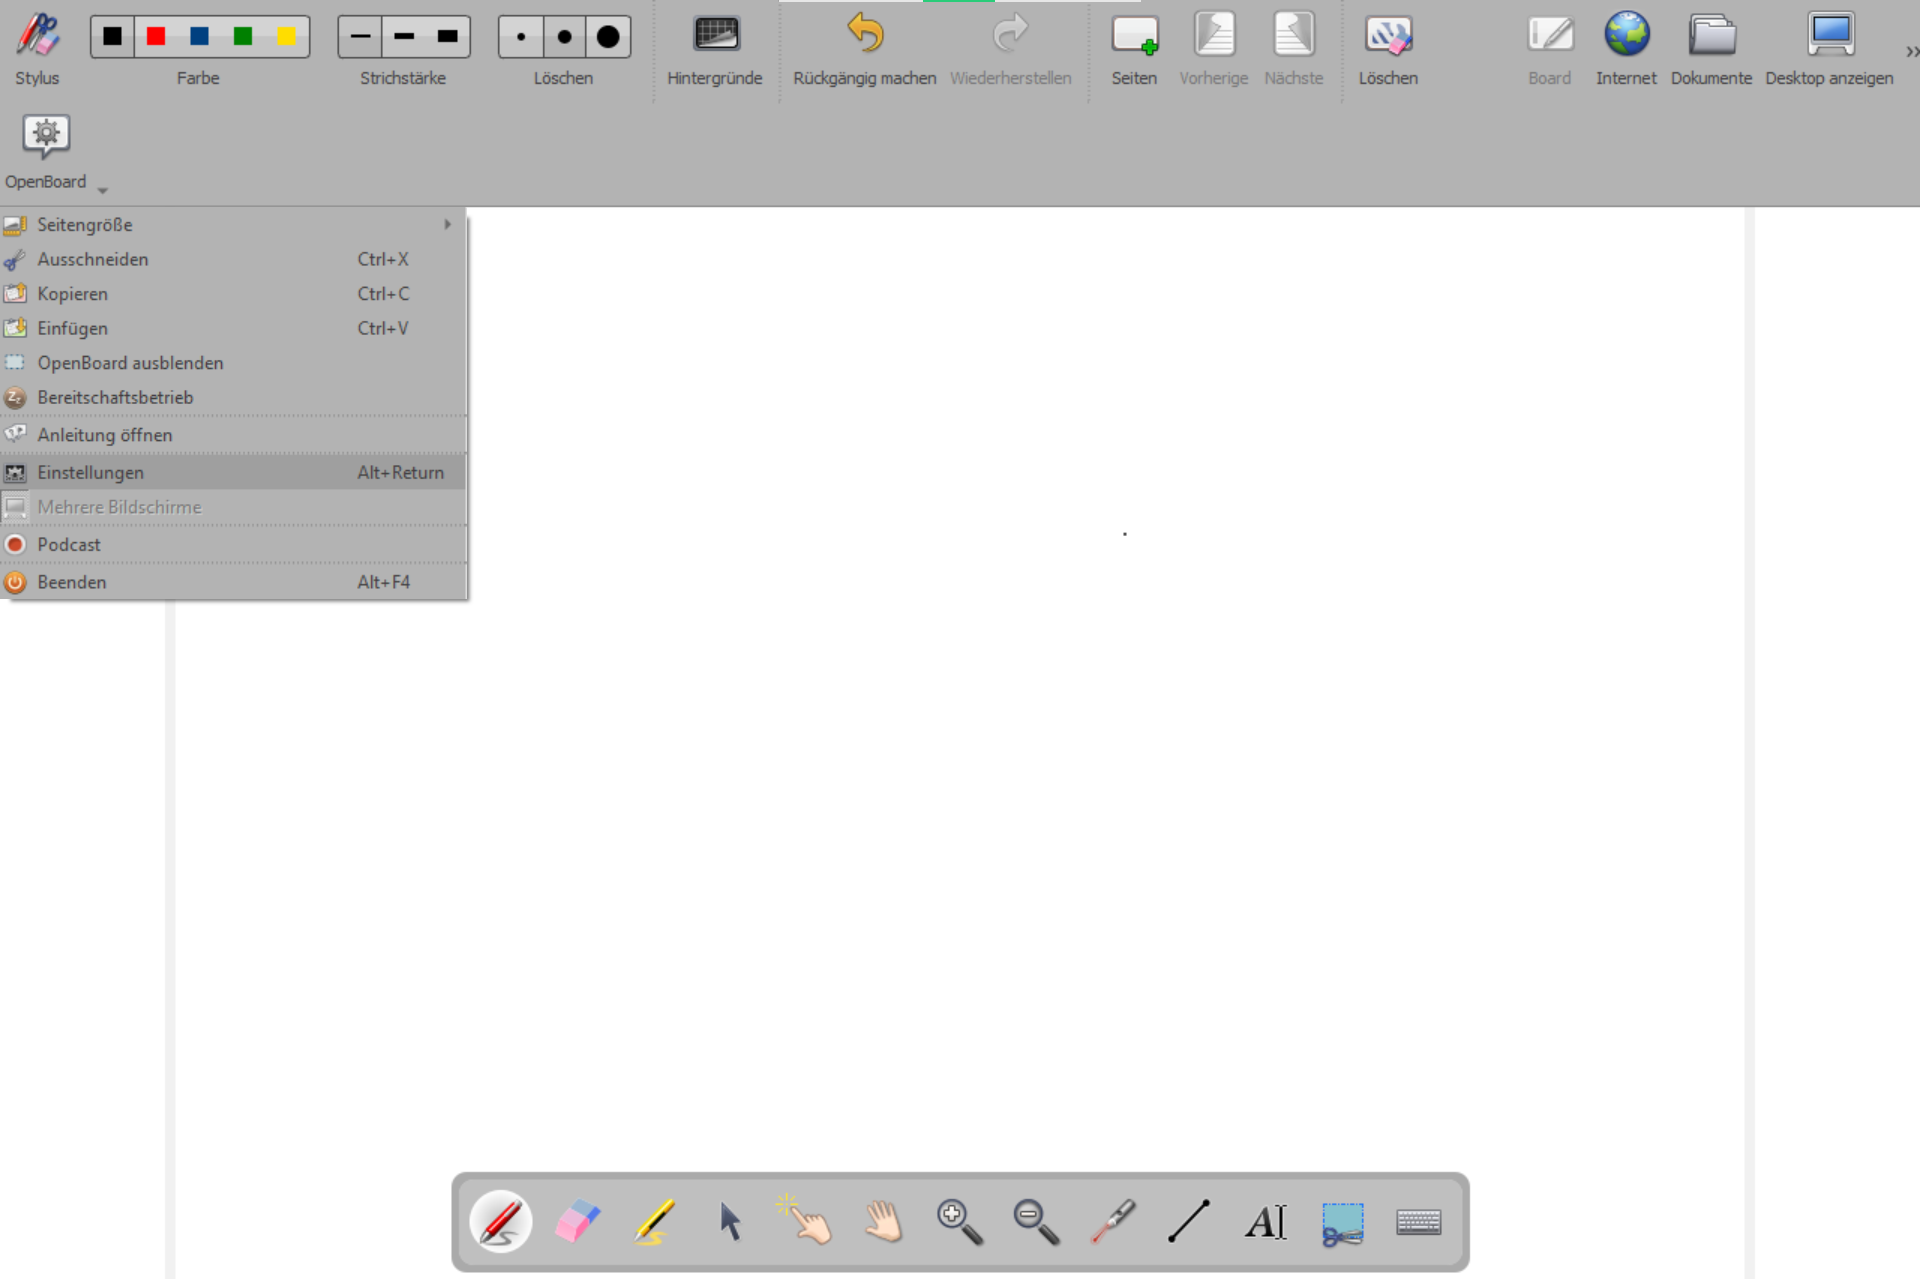 Stylus Farbe Strichstärke Löschen Hintergründe Rückgängig machen Wiederherstellen Seiten Vorherige Nächste Löschen Board Internet Dokumente Desktop anzeigen
OpenBoard
Seitengröße
Ausschneiden Ctrl+X
Kopieren Ctrl+C
Einfügen Ctrl+V
OpenBoard ausblenden
Bereitschaftsbetrieb
Anleitung öffnen
Einstellungen Alt+Return
Mehrere Bildschirme
Podcast
Beenden Alt+F4